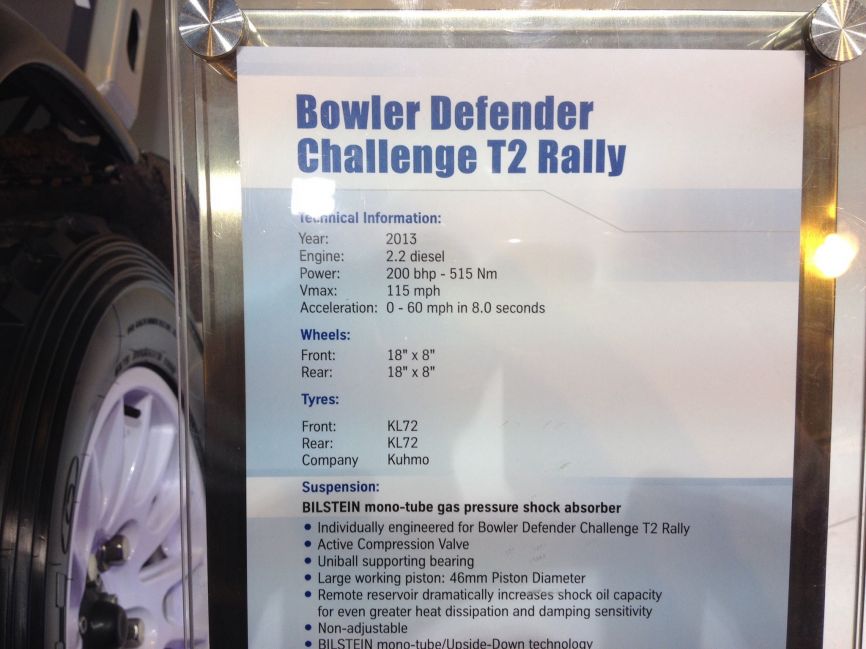 Bowler Defender
Challenge T2 Rally
Technical Information:
Year: 2013
Engine: 2.2 diesel
Power: 200 bhp - 515 Nm
Vmax: 115 mph
Acceleration: 0 - 60 mph in 8.0 seconds
Wheels:
Front: 18" x 8"
Rear: 18" x 8"
Tyres:
Front: KL72
Rear: KL72
Company Kuhmo
Suspension:
BILSTEIN mono-tube gas pressure shock absorber
• Individually engineered for Bowler Defender Challenge T2 Rally
• Active Compression Valve
• Uniball supporting bearing
• Large working piston: 46mm Piston Diameter
• Remote reservoir dramatically increases shock oil capacity
for even greater heat dissipation and damping sensitivity
• Non-adjustable
• BILSTEIN mono-tube/Upside-Down technology